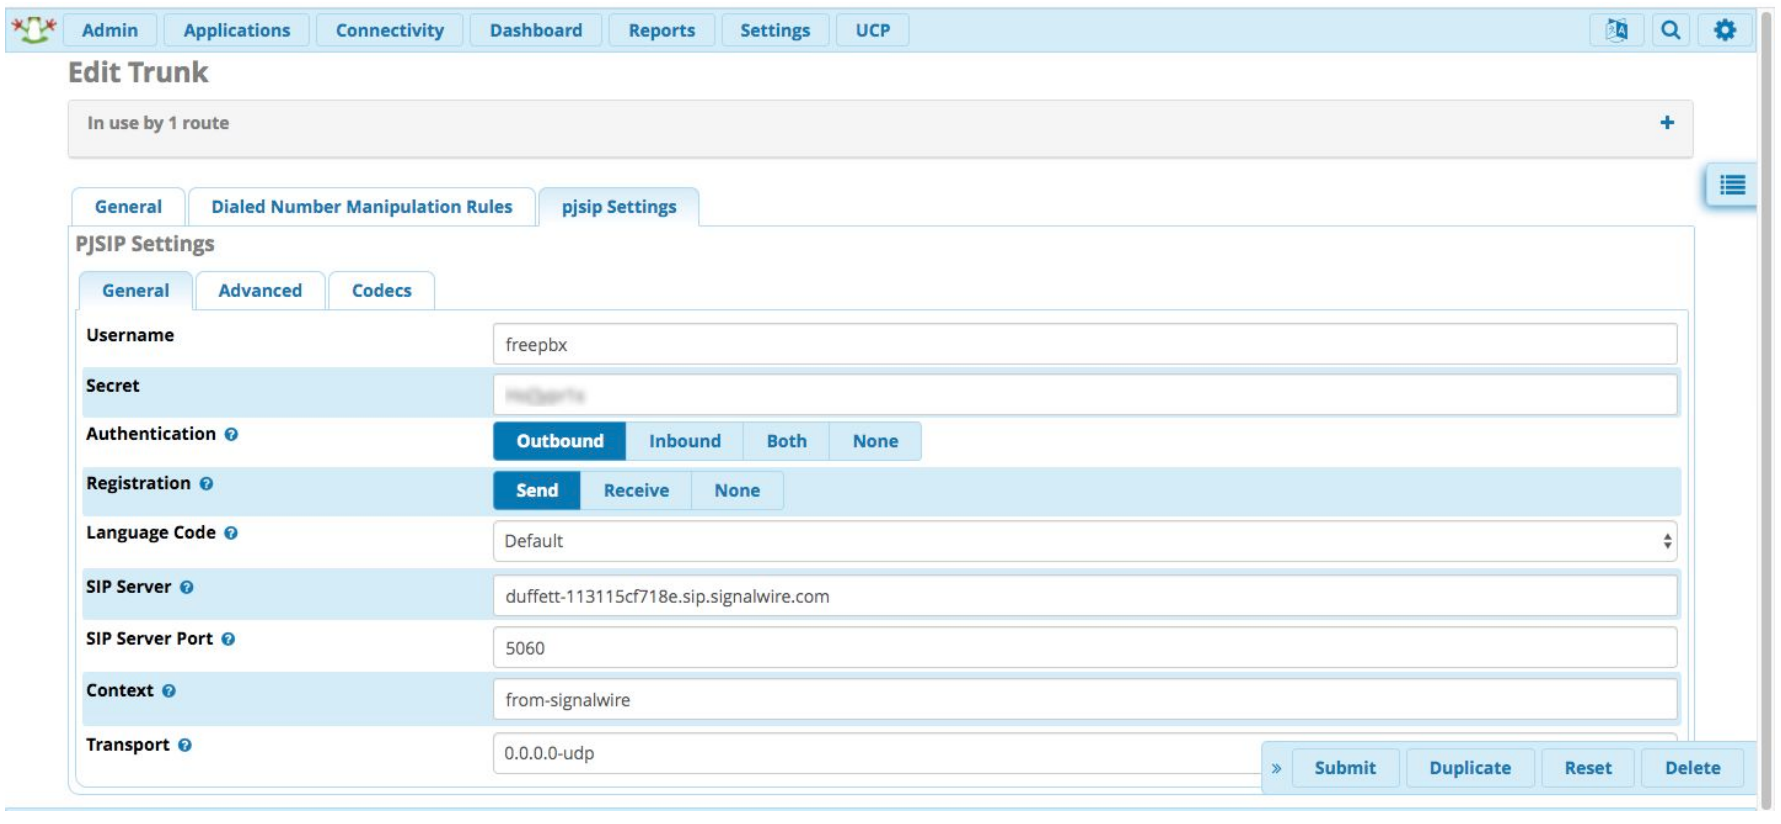 Admin Applications Connectivity Dashboard Reports Settings UCP
Edit Trunk
In use by 1 route
General Dialed Number Manipulation Rules pjsip Settings
PJSIP Settings
General Advanced Codecs
Username freepbx
Secret
Authentication Outbound Inbound Both None
Registration Send Receive None
Language Code Default
SIP Server duffett-113115cf718e.sip.signalwire.com
SIP Server Port 5060
Context from-signalwire
Transport 0.0.0.0-udp
» Submit Duplicate Reset Delete